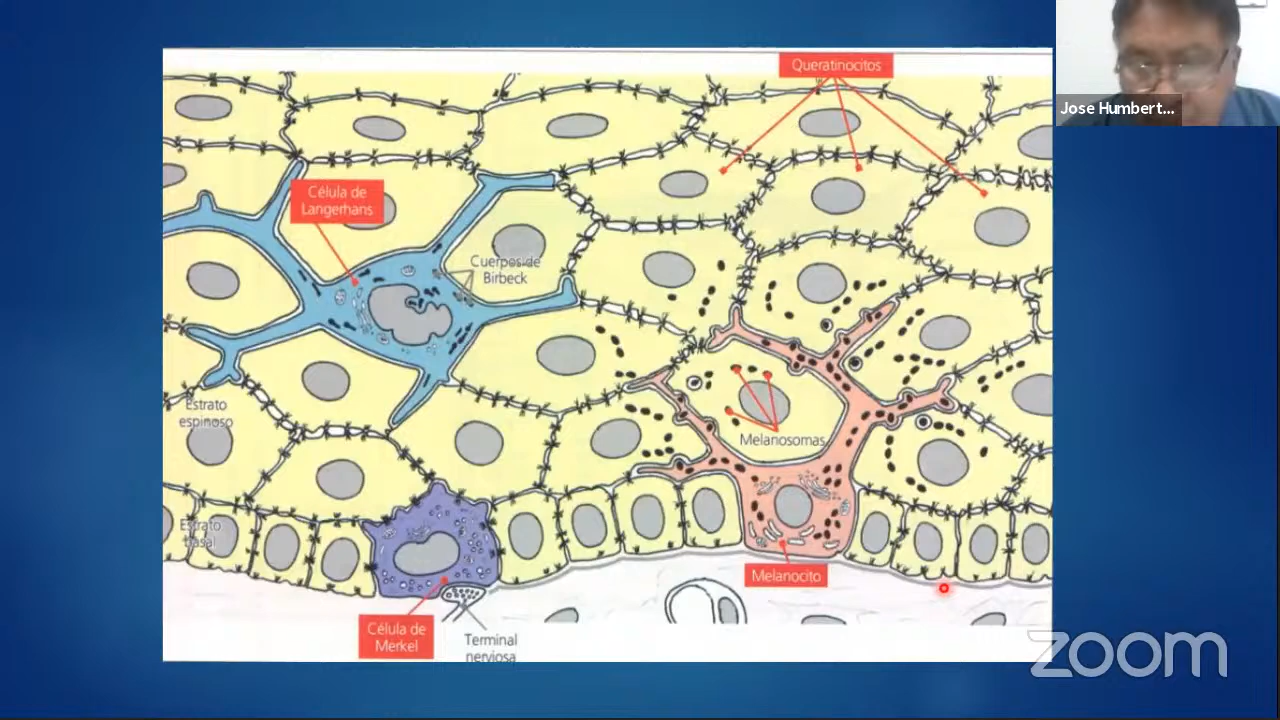 Queratinocitos
Jose Humbert...
Célula de
Langerhans
Cuerpos de
Birbeck
Estrato
espinoso
Melanosomas
Estrato
basal
Melanocito
Célula de
Merkel
Terminal
nerviosa
zoom